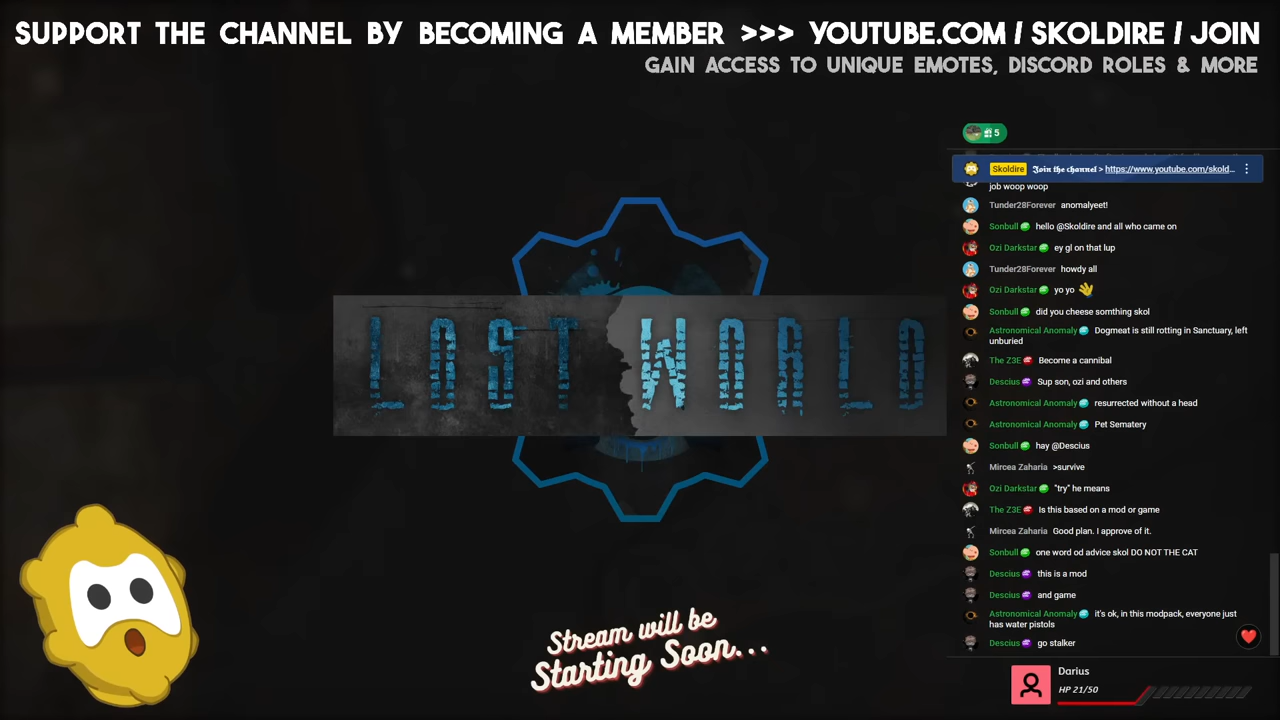 SUPPORT THE CHANNEL BY BECOMING A MEMBER >>> YOUTUBE.COM / SKOLDIRE / JOIN
GAIN ACCESS TO UNIQUE EMOTES, DISCORD ROLES & MORE
5
Skoldire 𝕵𝖔𝖎𝖓 𝖙𝖍𝖊 𝖈𝖍𝖆𝖓𝖓𝖊𝖑 > https://www.youtube.com/skold...
job woop woop
Tunder28Forever anomalyeet!
Sonbull hello @Skoldire and all who came on
Ozi Darkstar ey gl on that lup
Tunder28Forever howdy all
Ozi Darkstar yo yo
Sonbull did you cheese somthing skol
Astronomical Anomaly Dogmeat is still rotting in Sanctuary, left
unburied
The Z3E Become a cannibal
Descius Sup son, ozi and others
Astronomical Anomaly resurrected without a head
Astronomical Anomaly Pet Sematery
Sonbull hay @Descius
Mircea Zaharia >survive
Ozi Darkstar "try" he means
The Z3E Is this based on a mod or game
Mircea Zaharia Good plan. I approve of it.
Sonbull one word od advice skol DO NOT THE CAT
Descius this is a mod
Descius and game
Astronomical Anomaly it's ok, in this modpack, everyone just
has water pistols
Descius go stalker
LOST WORLD
Stream will be
Starting Soon...
Darius
HP 21/50